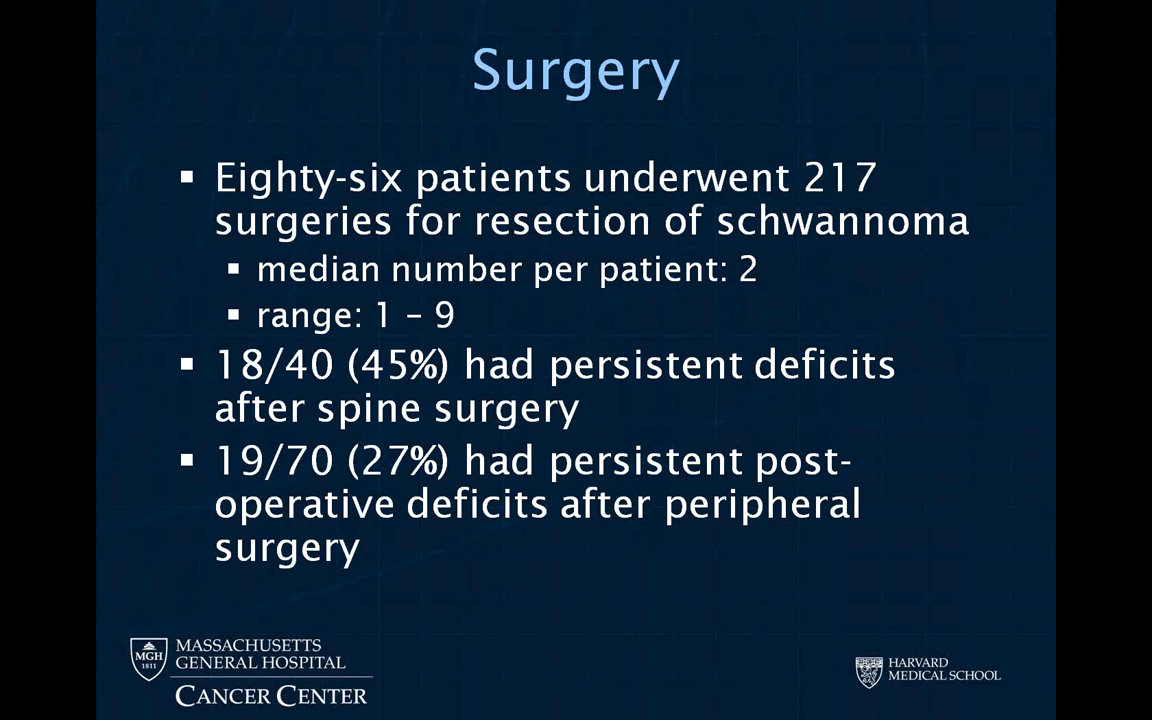 Surgery
▪ Eighty-six patients underwent 217
surgeries for resection of schwannoma
▪ median number per patient: 2
▪ range: 1 – 9
▪ 18/40 (45%) had persistent deficits
after spine surgery
▪ 19/70 (27%) had persistent post-
operative deficits after peripheral
surgery
MGH
1811
MASSACHUSETTS
GENERAL HOSPITAL
CANCER CENTER
HARVARD
MEDICAL SCHOOL